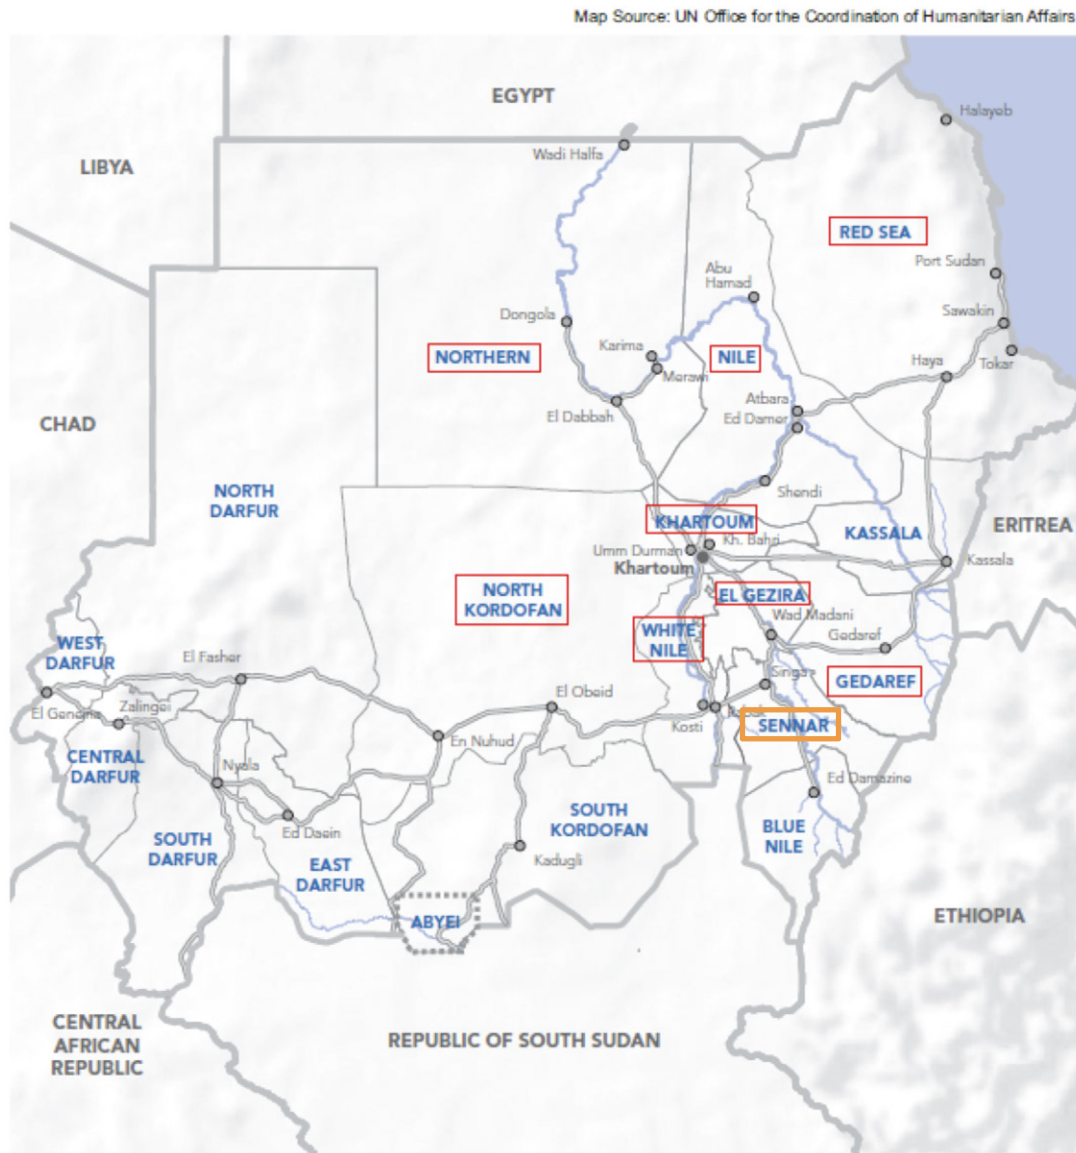 Map Source: UN Office for the Coordination of Humanitarian Affairs
EGYPT
Halayeb
Wadi Halfa
LIBYA
RED SEA
Port Sudan
Abu
Hamad
Sawakin
Dongola
Karima
NORTHERN
NILE
Haya
Tokar
Merawi
Atbara
El Dabbah
Ed Damer
CHAD
NORTH
DARFUR
Shendi
KHARTOUM
KASSALA
ERITREA
Kh. Bahri
Umm Durman
Khartoum
Kassala
NORTH
KORDOFAN
EL GEZIRA
Wad Madani
WHITE
NILE
Gedaref
WEST
DARFUR
El Fasher
Singa
GEDAREF
El Obeid
El Geneina
Zalingei
Kosti
SENNAR
En Nuhud
CENTRAL
DARFUR
Nyala
Ed Damazine
SOUTH
KORDOFAN
BLUE
NILE
Ed Daein
SOUTH
DARFUR
EAST
DARFUR
Kadugli
ABYEI
ETHIOPIA
CENTRAL
AFRICAN
REPUBLIC
REPUBLIC OF SOUTH SUDAN